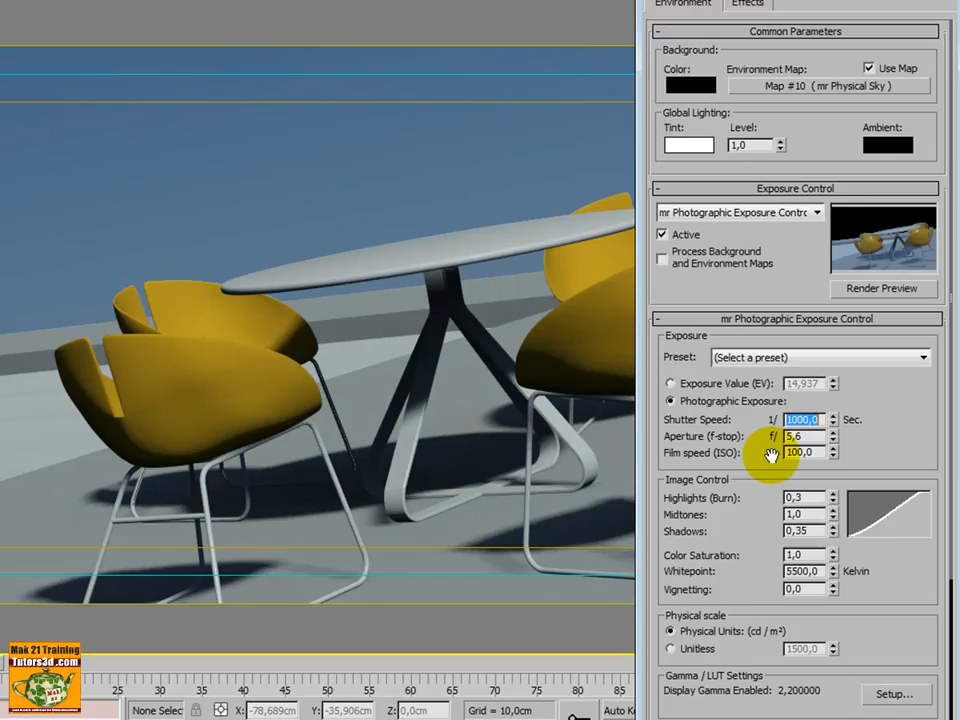 Environment Effects
- Common Parameters
Background:
Color: Environment Map: Use Map
Map #10 ( mr Physical Sky )
Global Lighting:
Tint: Level: Ambient:
1,0
- Exposure Control
mr Photographic Exposure Contrc
Active
Process Background
and Environment Maps
Render Preview
- mr Photographic Exposure Control
Exposure
Preset: (Select a preset)
Exposure Value (EV): 14,937
Photographic Exposure:
Shutter Speed: 1/ 1000,0 Sec.
Aperture (f-stop): f/ 5,6
Film speed (ISO): 100,0
Image Control
Highlights (Burn): 0,3
Midtones: 1,0
Shadows: 0,35
Color Saturation: 1,0
Whitepoint: 5500,0 Kelvin
Vignetting: 0,0
Physical scale
Physical Units: (cd / m²)
Unitless 1500,0
Gamma / LUT Settings
Display Gamma Enabled: 2,200000
Setup...
Mak 21 Training
Tutors3d.com
Mak 21
25 30 35 40 45 50 55 60 65 70 75 80 85
None Selec X: -78,689cm Y: -35,906cm Z: 0,0cm Grid = 10,0cm Auto K